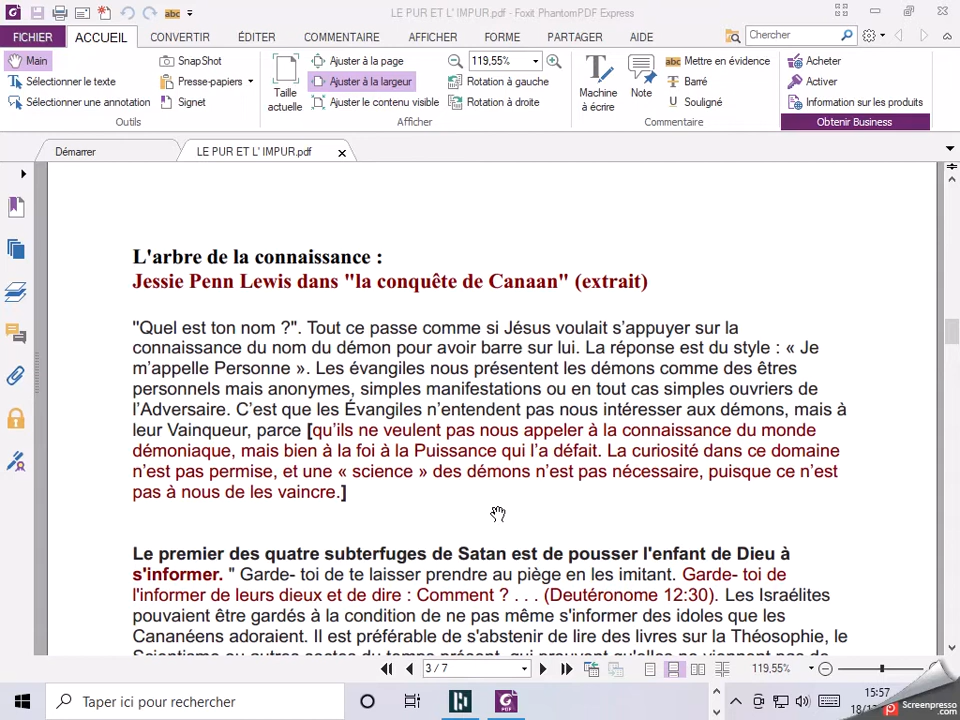 LE PUR ET L' IMPUR.pdf - Foxit PhantomPDF Express
FICHIER ACCUEIL CONVERTIR ÉDITER COMMENTAIRE AFFICHER FORME PARTAGER AIDE Chercher
Main SnapShot Ajuster à la page 119,55% abc Mettre en évidence Acheter
Sélectionner le texte Presse-papiers Ajuster à la largeur Rotation à gauche Barré Activer
Sélectionner une annotation Signet Taille actuelle Ajuster le contenu visible Rotation à droite Machine à écrire Note Souligné Information sur les produits
Outils Afficher Commentaire Obtenir Business
Démarrer LE PUR ET L' IMPUR.pdf
L'arbre de la connaissance :
Jessie Penn Lewis dans "la conquête de Canaan" (extrait)
"Quel est ton nom ?". Tout ce passe comme si Jésus voulait s’appuyer sur la
connaissance du nom du démon pour avoir barre sur lui. La réponse est du style : « Je
m’appelle Personne ». Les évangiles nous présentent les démons comme des êtres
personnels mais anonymes, simples manifestations ou en tout cas simples ouvriers de
l’Adversaire. C’est que les Évangiles n’entendent pas nous intéresser aux démons, mais à
leur Vainqueur, parce [qu’ils ne veulent pas nous appeler à la connaissance du monde
démoniaque, mais bien à la foi à la Puissance qui l’a défait. La curiosité dans ce domaine
n’est pas permise, et une « science » des démons n’est pas nécessaire, puisque ce n’est
pas à nous de les vaincre.]
Le premier des quatre subterfuges de Satan est de pousser l'enfant de Dieu à
s'informer. " Garde- toi de te laisser prendre au piège en les imitant. Garde- toi de
t'informer de leurs dieux et de dire : Comment ? . . . (Deutéronome 12:30). Les Israélites
pouvaient être gardés à la condition de ne pas même s'informer des idoles que les
Cananéens adoraient. Il est préférable de s'abstenir de lire des livres sur la Théosophie, le
3 / 7 119,55%
Taper ici pour rechercher 15:57
Screenpresso
.com